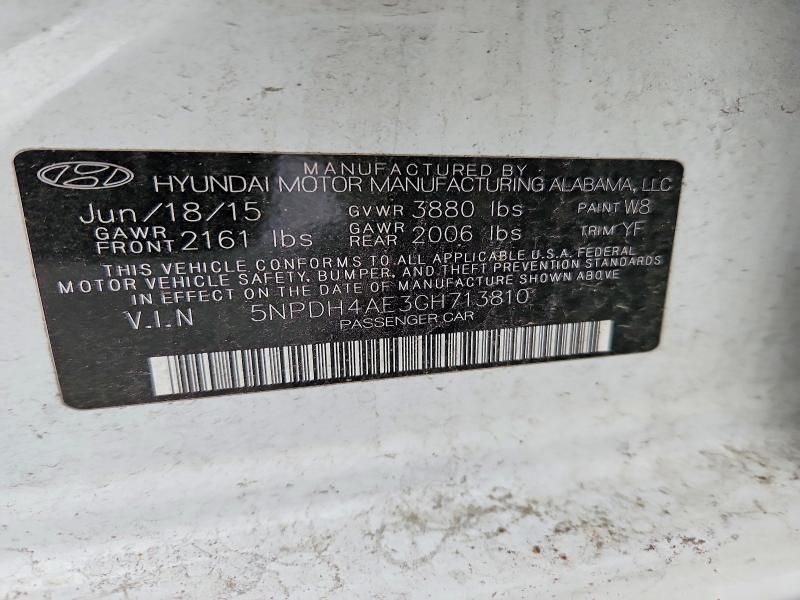 MANUFACTURED BY
HYUNDAI MOTOR MANUFACTURING ALABAMA, LLC
Jun/18/15 GVWR 3880 lbs PAINT W8
GAWR FRONT 2161 lbs GAWR REAR 2006 lbs TRIM YF
THIS VEHICLE CONFORMS TO ALL APPLICABLE U.S.A. FEDERAL
MOTOR VEHICLE SAFETY, BUMPER, AND THEFT PREVENTION STANDARDS
IN EFFECT ON THE DATE OF MANUFACTURE SHOWN ABOVE
V.I.N 5NPDH4AE3GH713810
PASSENGER CAR